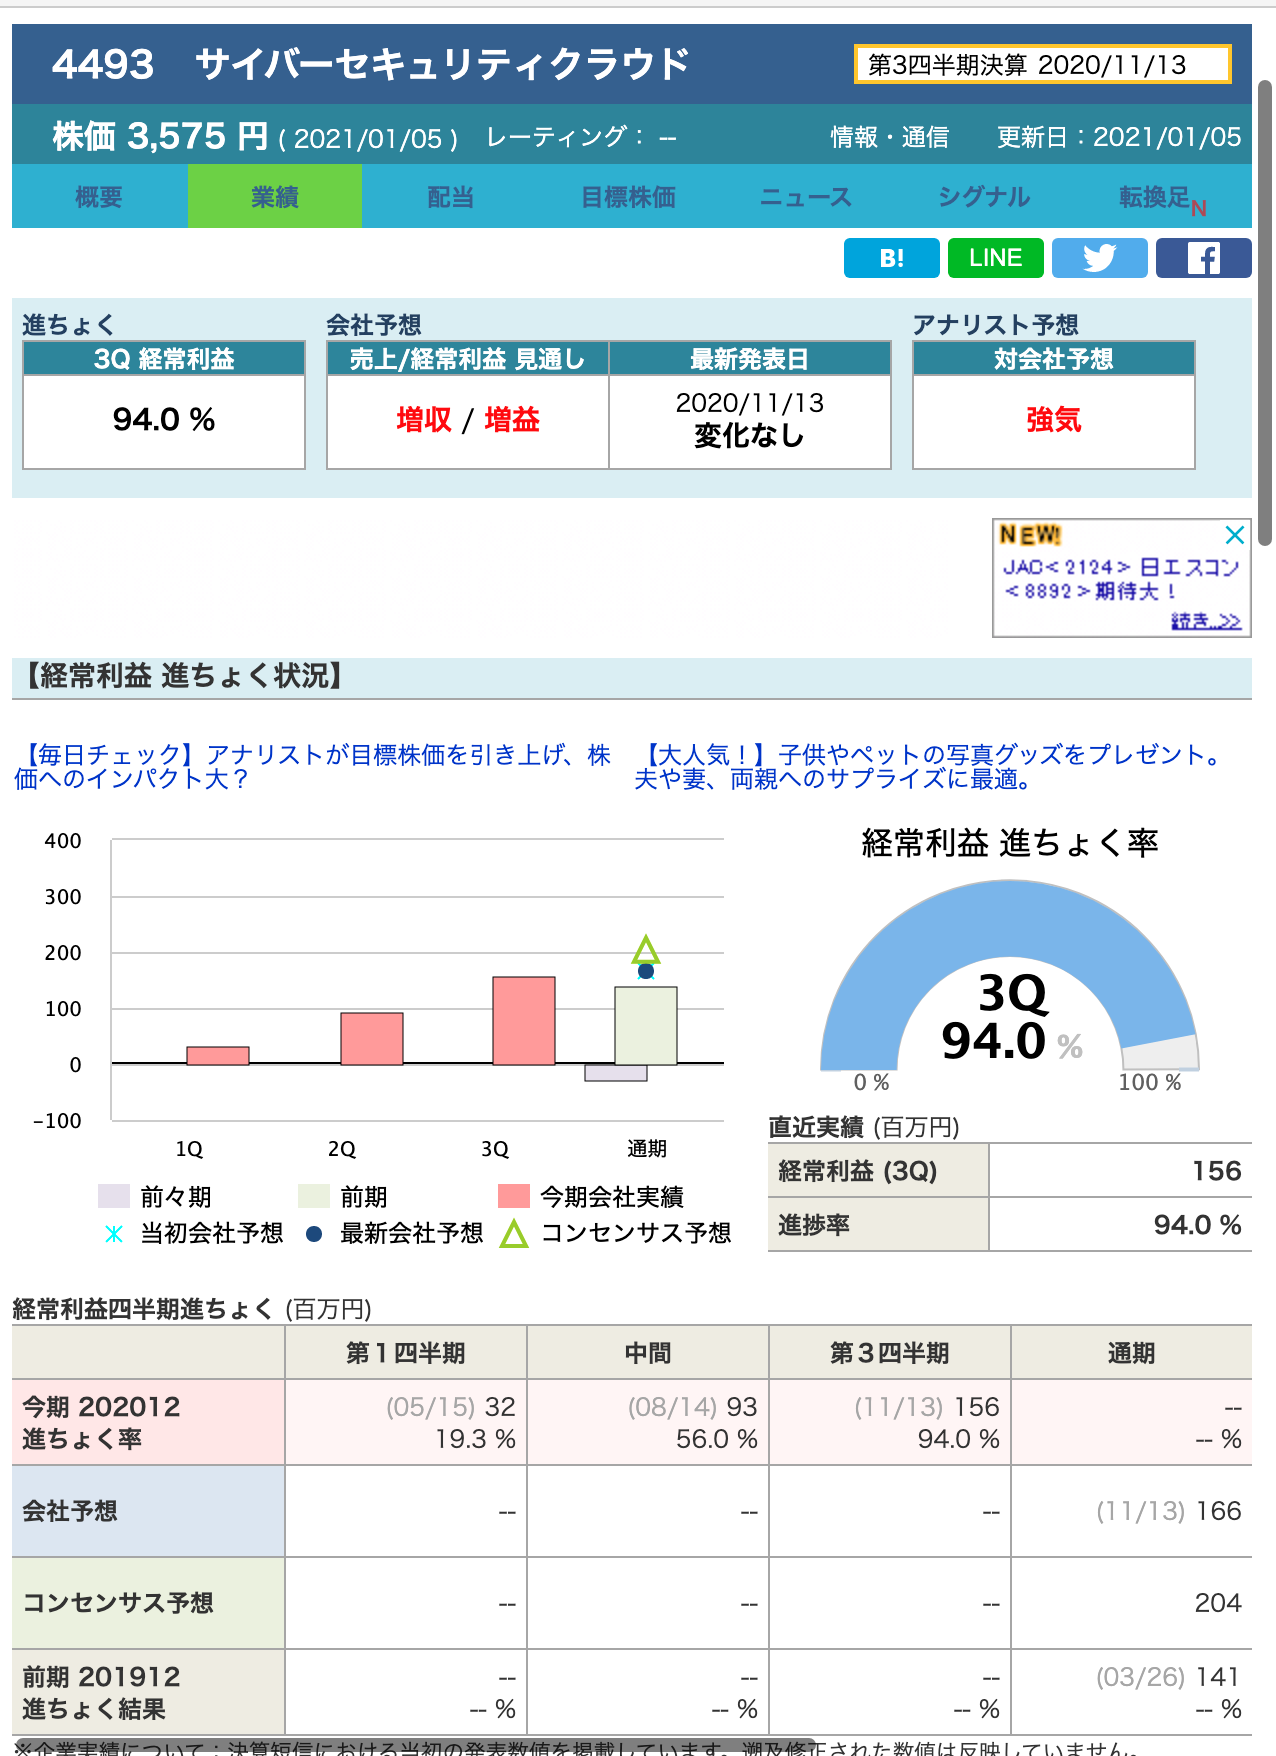 4493 サイバーセキュリティクラウド 第3四半期決算 2020/11/13
株価 3,575 円 ( 2021/01/05 ) レーティング： -- 情報・通信 更新日：2021/01/05
概要 業績 配当 目標株価 ニュース シグナル 転換足N
B! LINE
進ちょく 会社予想 アナリスト予想
3Q 経常利益 売上/経常利益 見通し 最新発表日 対会社予想
94.0 % 増収 / 増益 2020/11/13 強気
変化なし
NEW!
JAC<2124> 日エスコン
<8892>期待大！
続き..>>
【経常利益 進ちょく状況】
【毎日チェック】アナリストが目標株価を引き上げ、株
価へのインパクト大？
【大人気！】子供やペットの写真グッズをプレゼント。
夫や妻、両親へのサプライズに最適。
400
300
200
100
0
-100
1Q 2Q 3Q 通期
前々期 前期 今期会社実績
当初会社予想 最新会社予想 コンセンサス予想
経常利益 進ちょく率
3Q
94.0 %
0 % 100 %
直近実績 (百万円)
経常利益 (3Q) 156
進捗率 94.0 %
経常利益四半期進ちょく (百万円)
第１四半期 中間 第３四半期 通期
今期 202012 (05/15) 32 (08/14) 93 (11/13) 156 --
進ちょく率 19.3 % 56.0 % 94.0 % -- %
会社予想 -- -- -- (11/13) 166
コンセンサス予想 -- -- -- 204
前期 201912 -- -- -- (03/26) 141
進ちょく結果 -- % -- % -- % -- %
※企業実績について：決算短信における当初の発表数値を掲載しています。遡及修正された数値は反映していません。